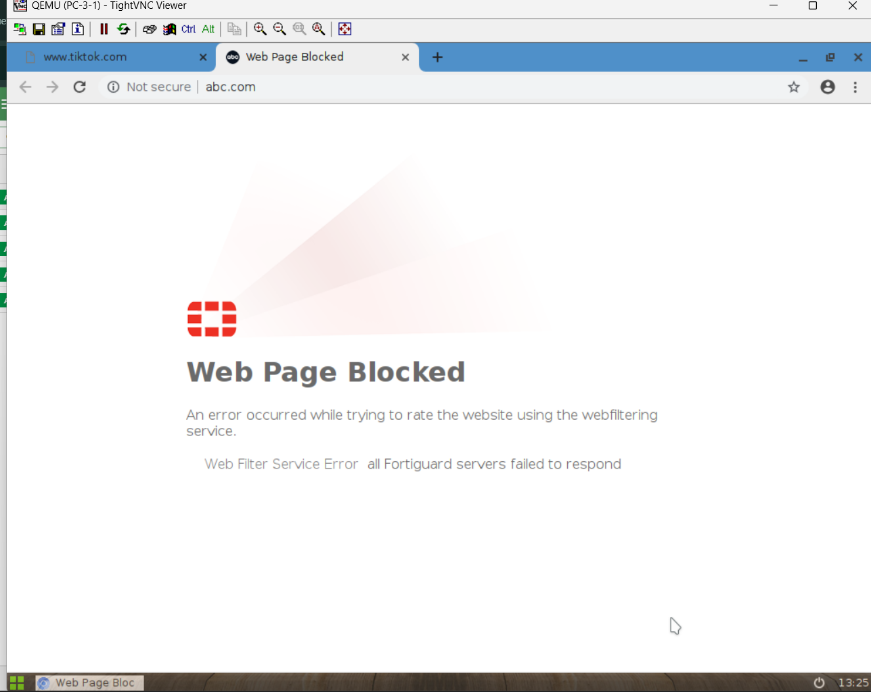 QEMU (PC-3-1) - TightVNC Viewer
Ctrl Alt
www.tiktok.com
abc Web Page Blocked
Not secure abc.com
Web Page Blocked
An error occurred while trying to rate the website using the webfiltering
service.
Web Filter Service Error all Fortiguard servers failed to respond
Web Page Bloc
13:25